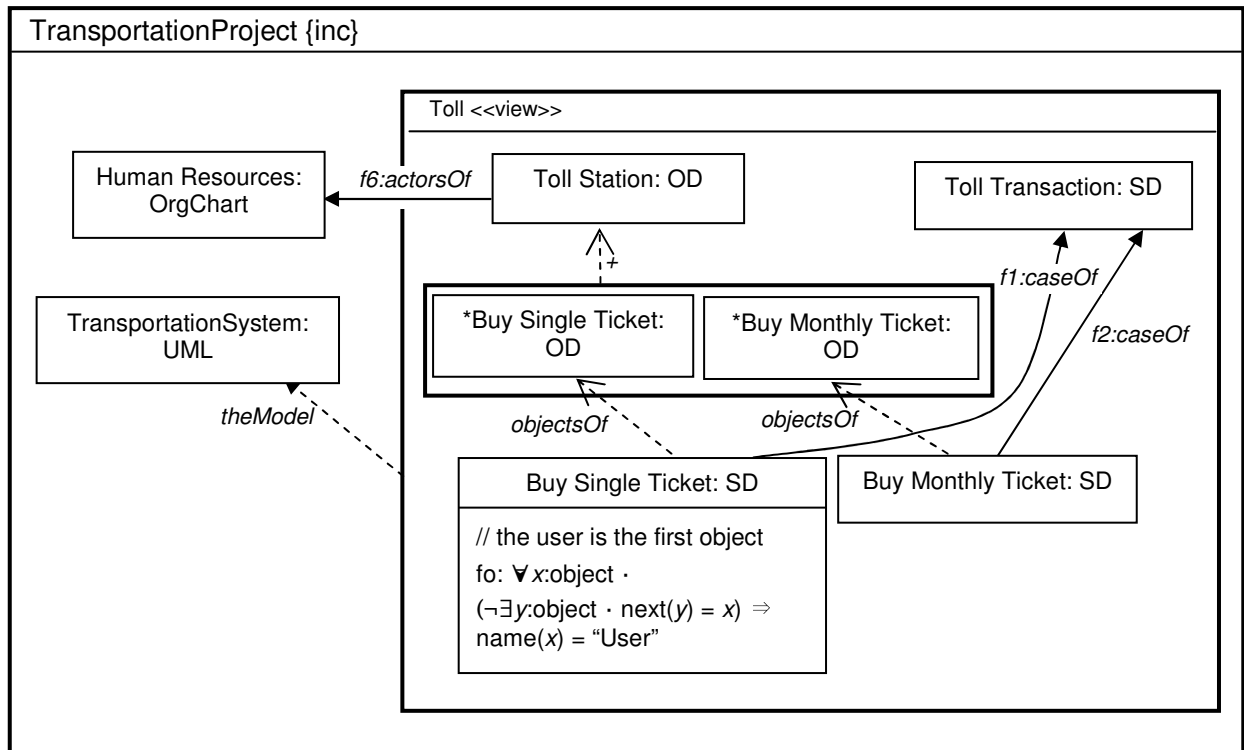 TransportationProject {inc}
Toll <<view>>
Human Resources:
OrgChart
f6:actorsOf
Toll Station: OD
Toll Transaction: SD
+
f1:caseOf
TransportationSystem:
UML
*Buy Single Ticket:
OD
*Buy Monthly Ticket:
OD
f2:caseOf
theModel
objectsOf
objectsOf
Buy Single Ticket: SD
Buy Monthly Ticket: SD
// the user is the first object
fo: ∀x:object ·
(¬∃y:object · next(y) = x) ⇒
name(x) = “User”